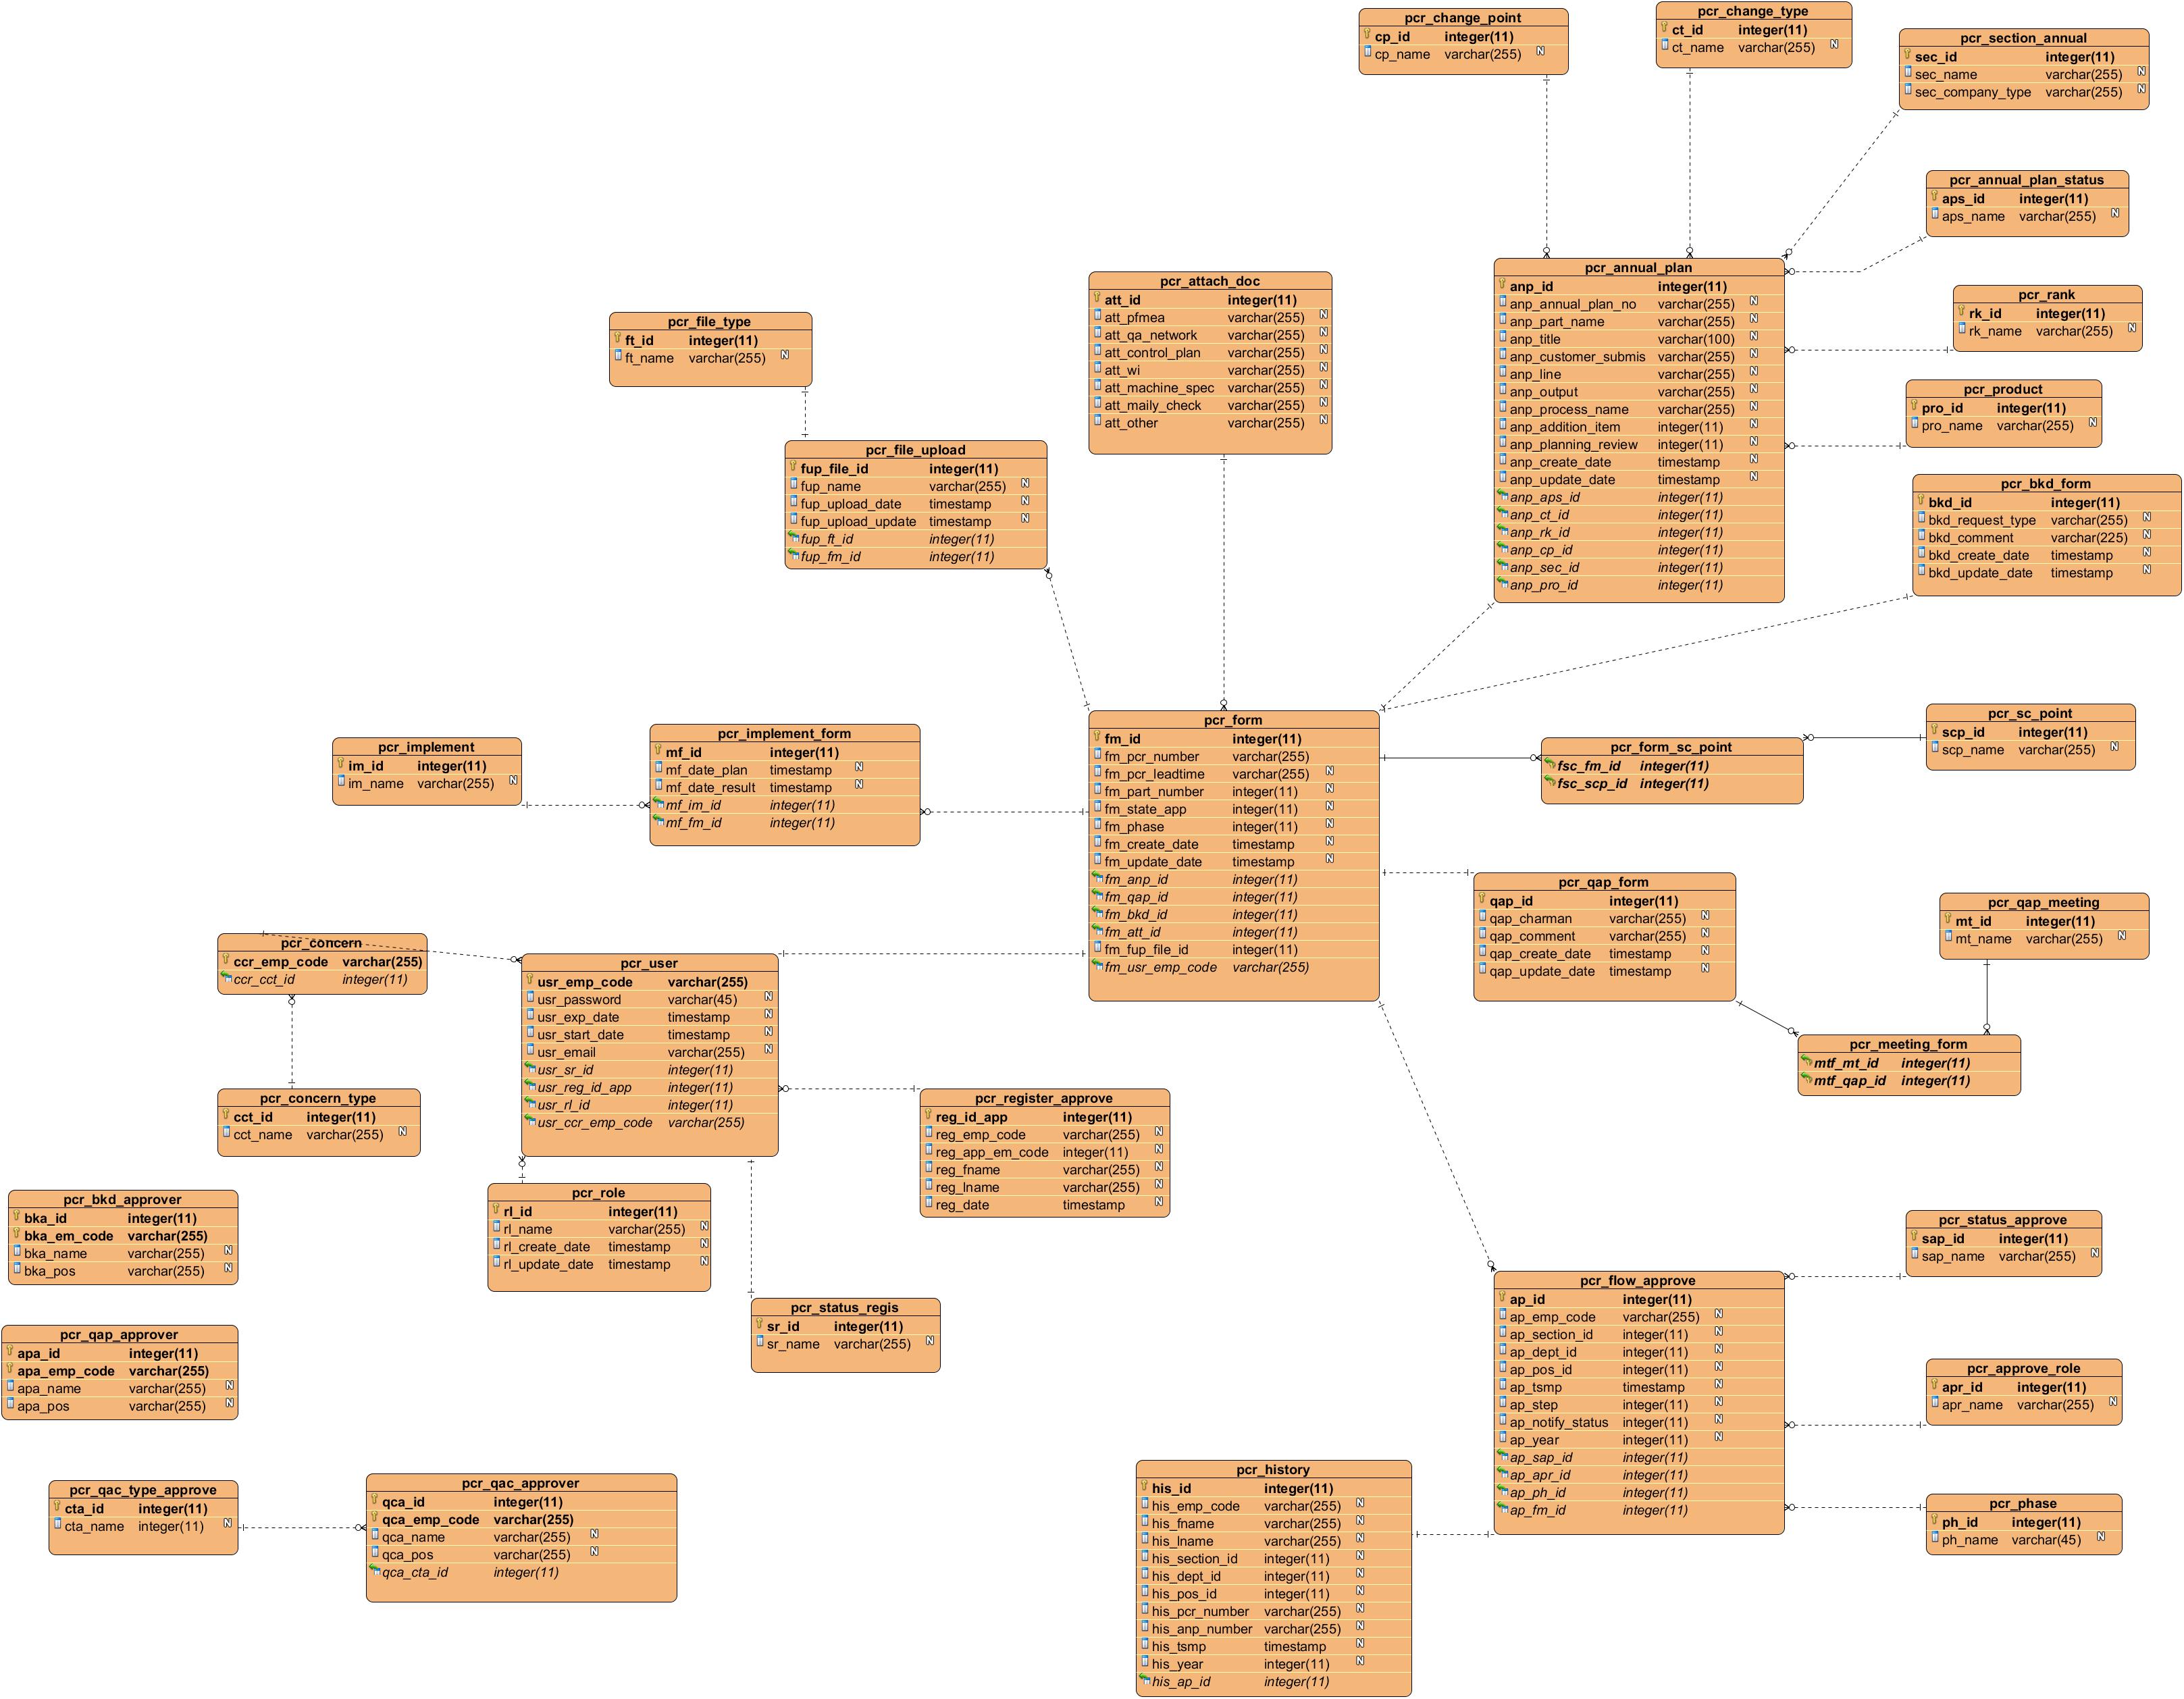 pcr_change_point
cp_id integer(11)
cp_name varchar(255) N
pcr_change_type
ct_id integer(11)
ct_name varchar(255) N
pcr_section_annual
sec_id integer(11)
sec_name varchar(255) N
sec_company_type varchar(255) N
pcr_annual_plan_status
aps_id integer(11)
aps_name varchar(255) N
pcr_rank
rk_id integer(11)
rk_name varchar(255) N
pcr_product
pro_id integer(11)
pro_name varchar(255) N
pcr_bkd_form
bkd_id integer(11)
bkd_request_type varchar(255) N
bkd_comment varchar(225) N
bkd_create_date timestamp N
bkd_update_date timestamp N
pcr_annual_plan
anp_id integer(11)
anp_annual_plan_no varchar(255) N
anp_part_name varchar(255) N
anp_title varchar(100) N
anp_customer_submis varchar(255) N
anp_line varchar(255) N
anp_output varchar(255) N
anp_process_name varchar(255) N
anp_addition_item integer(11) N
anp_planning_review integer(11) N
anp_create_date timestamp N
anp_update_date timestamp N
anp_aps_id integer(11)
anp_ct_id integer(11)
anp_rk_id integer(11)
anp_cp_id integer(11)
anp_sec_id integer(11)
anp_pro_id integer(11)
pcr_attach_doc
att_id integer(11)
att_pfmea varchar(255) N
att_qa_network varchar(255) N
att_control_plan varchar(255) N
att_wi varchar(255) N
att_machine_spec varchar(255) N
att_maily_check varchar(255) N
att_other varchar(255) N
pcr_file_type
ft_id integer(11)
ft_name varchar(255) N
pcr_file_upload
fup_file_id integer(11)
fup_name varchar(255) N
fup_upload_date timestamp N
fup_upload_update timestamp N
fup_ft_id integer(11)
fup_fm_id integer(11)
pcr_implement
im_id integer(11)
im_name varchar(255) N
pcr_implement_form
mf_id integer(11)
mf_date_plan timestamp N
mf_date_result timestamp N
mf_im_id integer(11)
mf_fm_id integer(11)
pcr_form
fm_id integer(11)
fm_pcr_number varchar(255)
fm_pcr_leadtime varchar(255) N
fm_part_number integer(11) N
fm_state_app integer(11) N
fm_phase integer(11) N
fm_create_date timestamp N
fm_update_date timestamp N
fm_anp_id integer(11)
fm_qap_id integer(11)
fm_bkd_id integer(11)
fm_att_id integer(11)
fm_fup_file_id integer(11)
fm_usr_emp_code varchar(255)
pcr_form_sc_point
fsc_fm_id integer(11)
fsc_scp_id integer(11)
pcr_sc_point
scp_id integer(11)
scp_name varchar(255) N
pcr_qap_form
qap_id integer(11)
qap_charman varchar(255) N
qap_comment varchar(255) N
qap_create_date timestamp N
qap_update_date timestamp N
pcr_qap_meeting
mt_id integer(11)
mt_name varchar(255) N
pcr_meeting_form
mtf_mt_id integer(11)
mtf_qap_id integer(11)
pcr_concern
ccr_emp_code varchar(255)
ccr_cct_id integer(11)
pcr_concern_type
cct_id integer(11)
cct_name varchar(255) N
pcr_user
usr_emp_code varchar(255)
usr_password varchar(45) N
usr_exp_date timestamp N
usr_start_date timestamp N
usr_email varchar(255) N
usr_sr_id integer(11)
usr_reg_id_app integer(11)
usr_rl_id integer(11)
usr_ccr_emp_code varchar(255)
pcr_register_approve
reg_id_app integer(11)
reg_emp_code varchar(255) N
reg_app_em_code integer(11) N
reg_fname varchar(255) N
reg_lname varchar(255) N
reg_date timestamp N
pcr_role
rl_id integer(11)
rl_name varchar(255) N
rl_create_date timestamp N
rl_update_date timestamp N
pcr_status_regis
sr_id integer(11)
sr_name varchar(255) N
pcr_bkd_approver
bka_id integer(11)
bka_em_code varchar(255)
bka_name varchar(255) N
bka_pos varchar(255) N
pcr_qap_approver
apa_id integer(11)
apa_emp_code varchar(255)
apa_name varchar(255) N
apa_pos varchar(255) N
pcr_qac_type_approve
cta_id integer(11)
cta_name integer(11) N
pcr_qac_approver
qca_id integer(11)
qca_emp_code varchar(255)
qca_name varchar(255) N
qca_pos varchar(255) N
qca_cta_id integer(11)
pcr_history
his_id integer(11)
his_emp_code varchar(255) N
his_fname varchar(255) N
his_lname varchar(255) N
his_section_id integer(11) N
his_dept_id integer(11) N
his_pos_id integer(11) N
his_pcr_number varchar(255) N
his_anp_number varchar(255) N
his_tsmp timestamp N
his_year integer(11) N
his_ap_id integer(11)
pcr_flow_approve
ap_id integer(11)
ap_emp_code varchar(255) N
ap_section_id integer(11) N
ap_dept_id integer(11) N
ap_pos_id integer(11) N
ap_tsmp timestamp N
ap_step integer(11) N
ap_notify_status integer(11) N
ap_year integer(11) N
ap_sap_id integer(11)
ap_apr_id integer(11)
ap_ph_id integer(11)
ap_fm_id integer(11)
pcr_status_approve
sap_id integer(11)
sap_name varchar(255) N
pcr_approve_role
apr_id integer(11)
apr_name varchar(255) N
pcr_phase
ph_id integer(11)
ph_name varchar(45) N